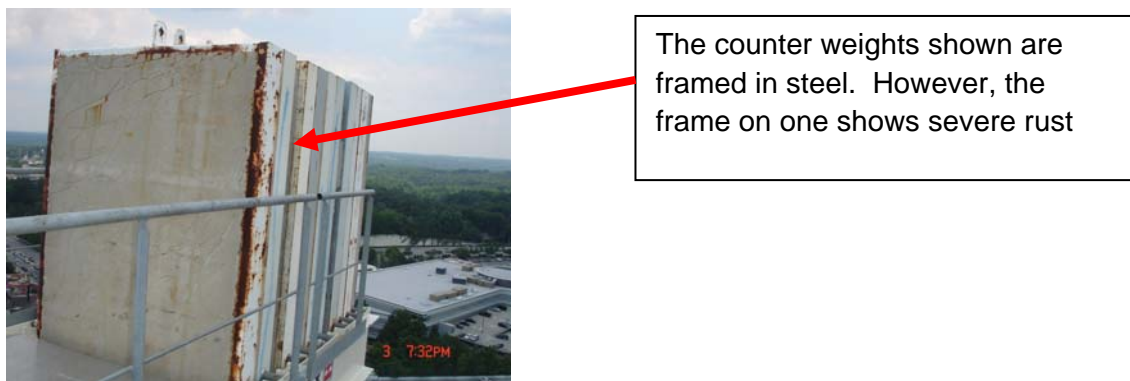 The counter weights shown are
framed in steel.  However, the
frame on one shows severe rust
3  7:32PM